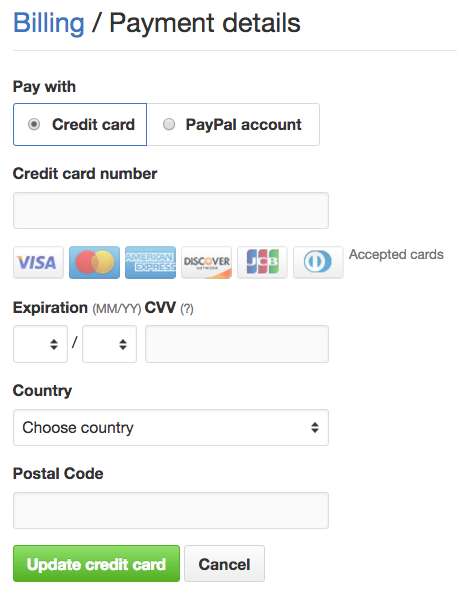 Billing / Payment details
Pay with
Credit card PayPal account
Credit card number
VISA MasterCard AMERICAN EXPRESS DISCOVER NETWORK JCB Accepted cards
Expiration (MM/YY) CVV (?)
/
Country
Choose country
Postal Code
Update credit card Cancel